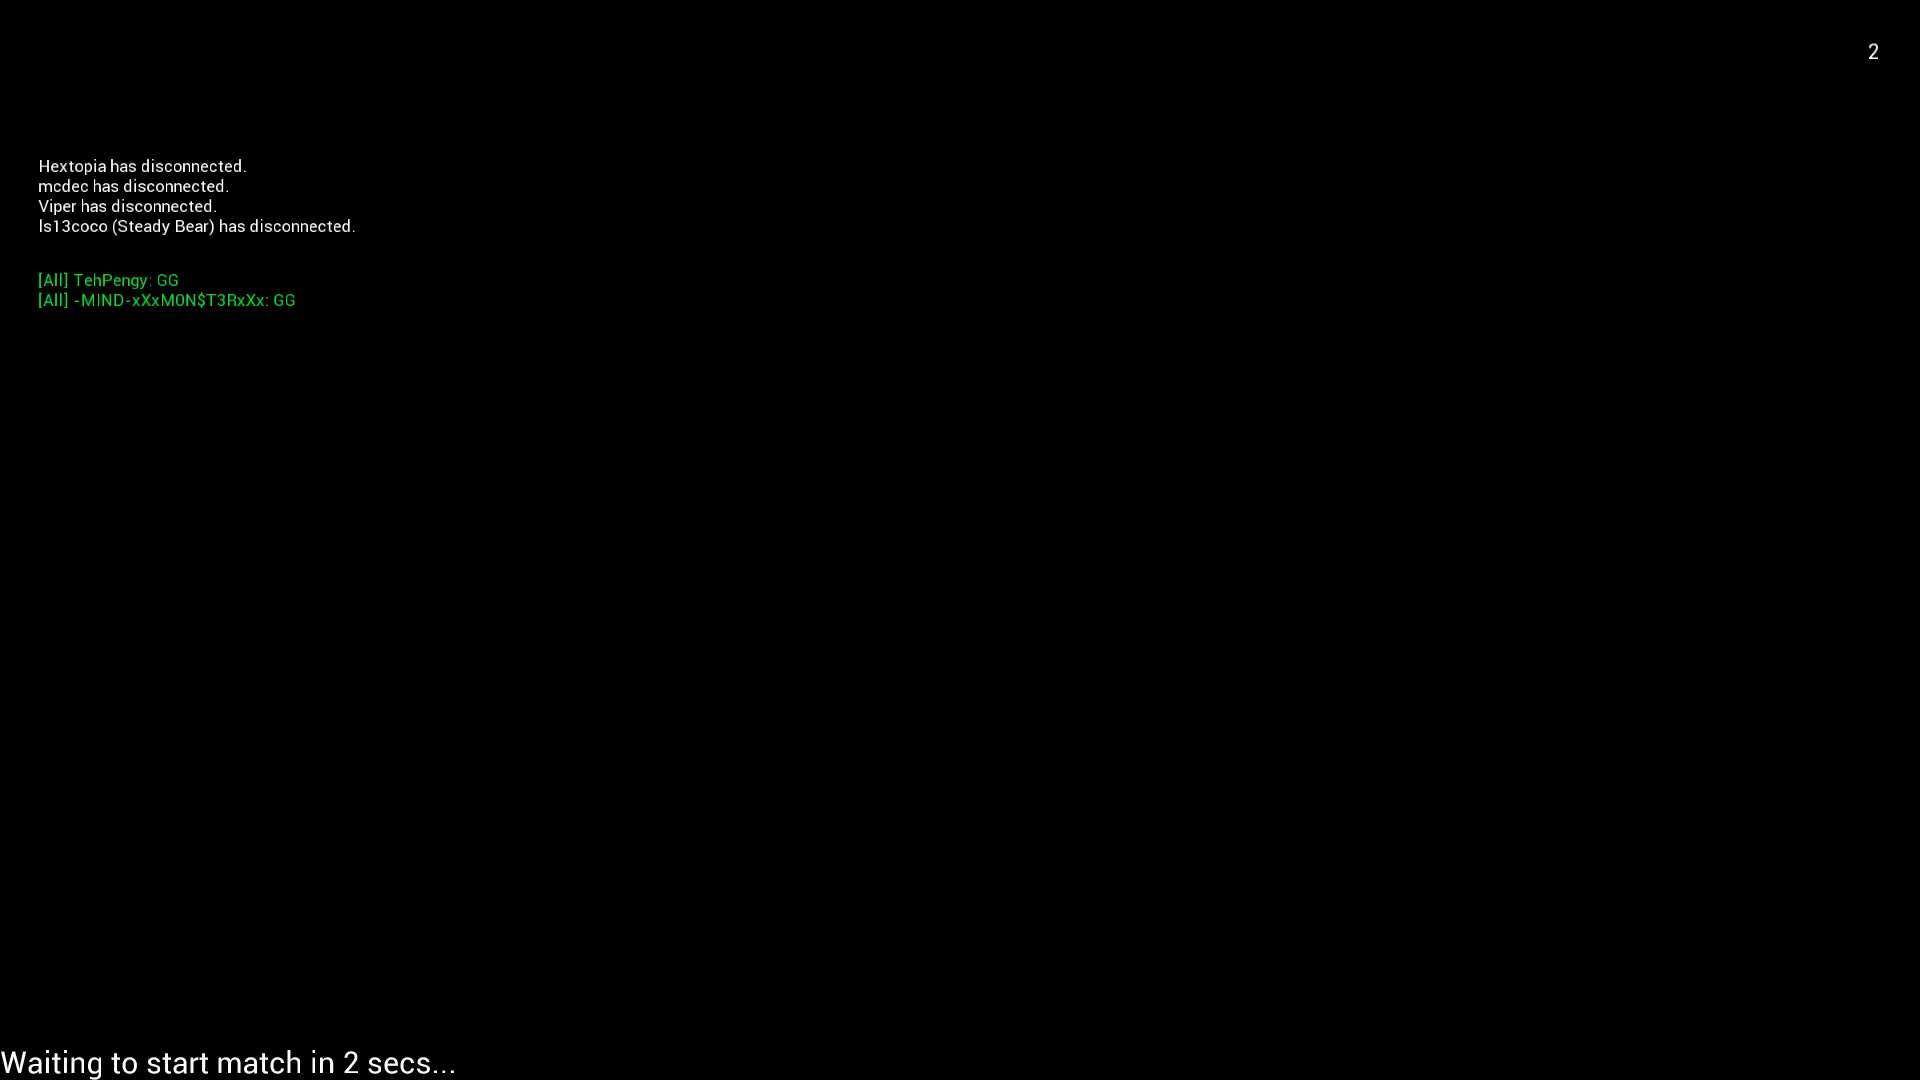 2
Hextopia has disconnected.
mcdec has disconnected.
Viper has disconnected.
ls13coco (Steady Bear) has disconnected.
[All] TehPengy: GG
[All] -MIND-xXxM0N$T3RxXx: GG
Waiting to start match in 2 secs...